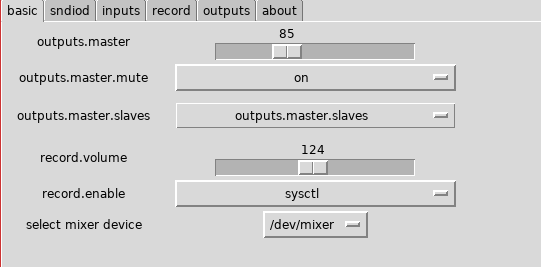 basic sndiod inputs record outputs about
85
outputs.master
outputs.master.mute on
outputs.master.slaves outputs.master.slaves
124
record.volume
record.enable sysctl
select mixer device /dev/mixer